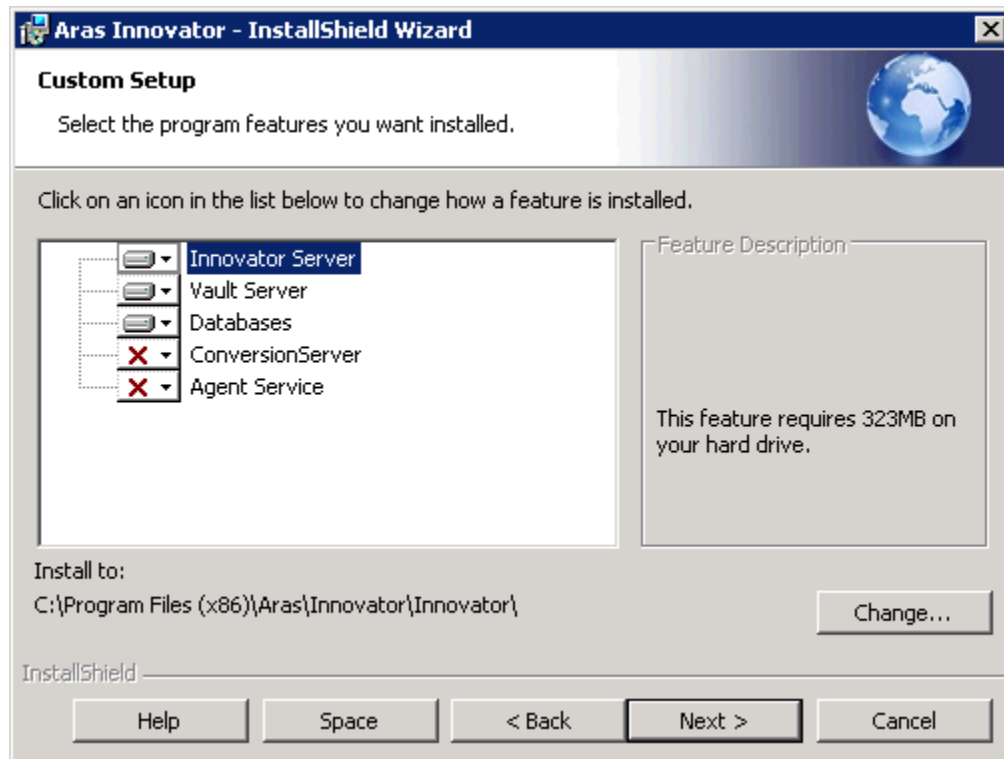 Aras Innovator - InstallShield Wizard
Custom Setup
Select the program features you want installed.
Click on an icon in the list below to change how a feature is installed.
Innovator Server
Vault Server
Databases
ConversionServer
Agent Service
Feature Description
This feature requires 323MB on
your hard drive.
Install to:
C:\Program Files (x86)\Aras\Innovator\Innovator\
Change...
InstallShield
Help
Space
< Back
Next >
Cancel